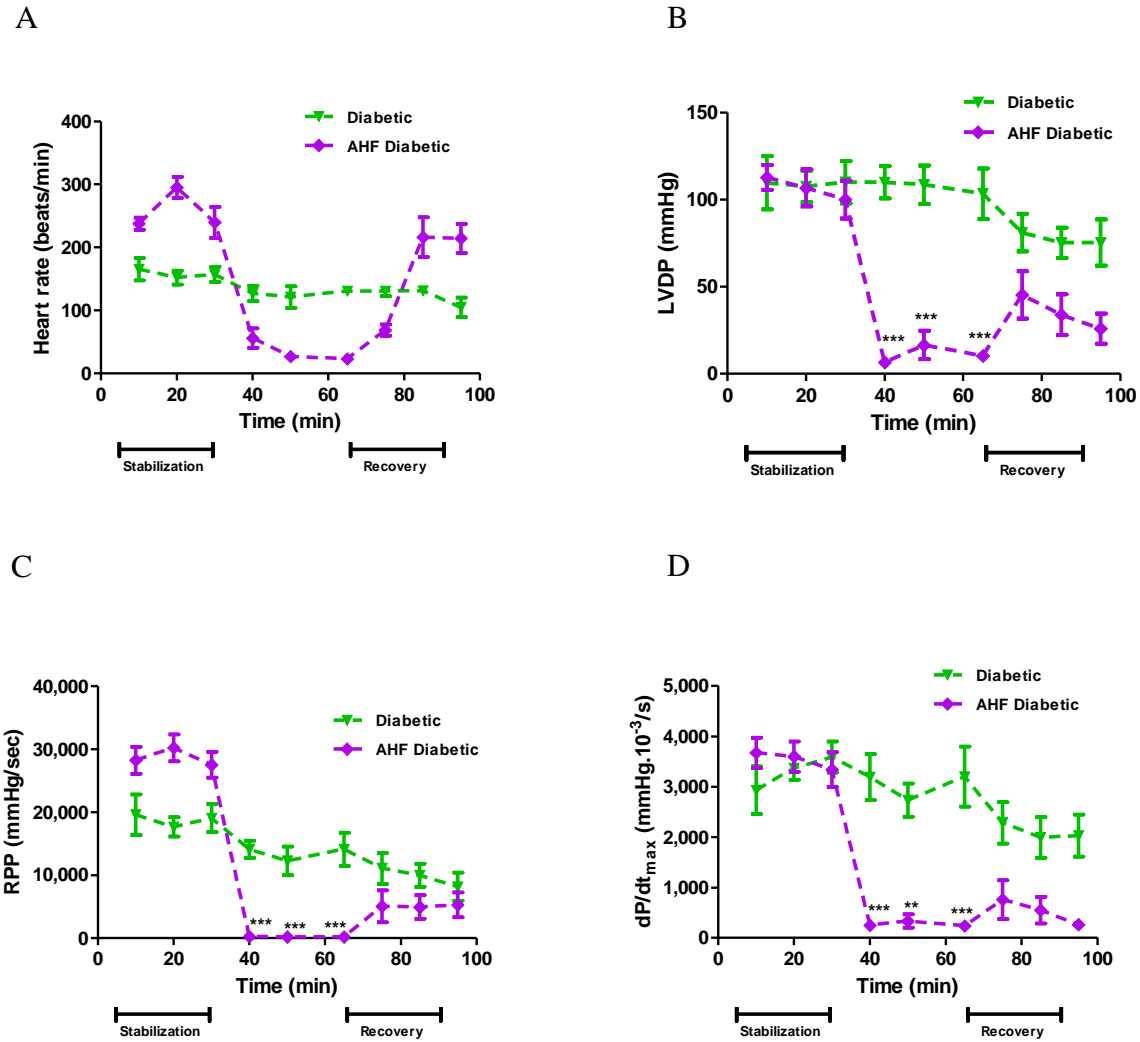 A
Diabetic
AHF Diabetic
400
300
200
100
0
Heart rate (beats/min)
0 20 40 60 80 100
Time (min)
Stabilization Recovery
B
Diabetic
AHF Diabetic
150
100
50
0
LVDP (mmHg)
*** *** ***
0 20 40 60 80 100
Time (min)
Stabilization Recovery
C
Diabetic
AHF Diabetic
40,000
30,000
20,000
10,000
0
RPP (mmHg/sec)
*** *** ***
0 20 40 60 80 100
Time (min)
Stabilization Recovery
D
Diabetic
AHF Diabetic
5,000
4,000
3,000
2,000
1,000
0
dP/dtmax (mmHg.10-3/s)
*** ** ***
0 20 40 60 80 100
Time (min)
Stabilization Recovery